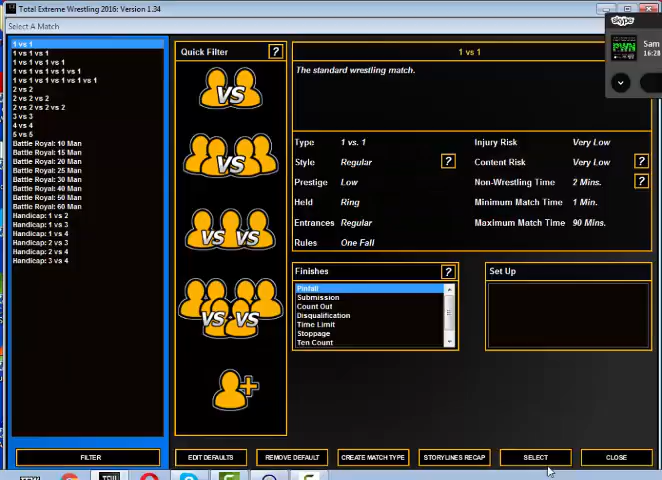 Total Extreme Wrestling 2016: Version 1.34
Select A Match
1 vs 1
1 vs 1 vs 1
1 vs 1 vs 1 vs 1
1 vs 1 vs 1 vs 1 vs 1
1 vs 1 vs 1 vs 1 vs 1 vs 1
2 vs 2
2 vs 2 vs 2
2 vs 2 vs 2 vs 2
3 vs 3
4 vs 4
5 vs 5
Battle Royal: 10 Man
Battle Royal: 15 Man
Battle Royal: 20 Man
Battle Royal: 25 Man
Battle Royal: 30 Man
Battle Royal: 40 Man
Battle Royal: 50 Man
Battle Royal: 60 Man
Handicap: 1 vs 2
Handicap: 1 vs 3
Handicap: 1 vs 4
Handicap: 2 vs 3
Handicap: 2 vs 4
Handicap: 3 vs 4
FILTER
Quick Filter ?
VS
VS
VS VS
VS VS
1 vs 1
The standard wrestling match.
Type 1 vs. 1
Style Regular ?
Prestige Low
Held Ring
Entrances Regular
Rules One Fall
Injury Risk Very Low
Content Risk Very Low ?
Non-Wrestling Time 2 Mins. ?
Minimum Match Time 1 Min.
Maximum Match Time 90 Mins.
Finishes ?
Pinfall
Submission
Count Out
Disqualification
Time Limit
Stoppage
Ten Count
Set Up
EDIT DEFAULTS
REMOVE DEFAULT
CREATE MATCH TYPE
STORYLINES RECAP
SELECT
CLOSE
skype
Sam
16:28